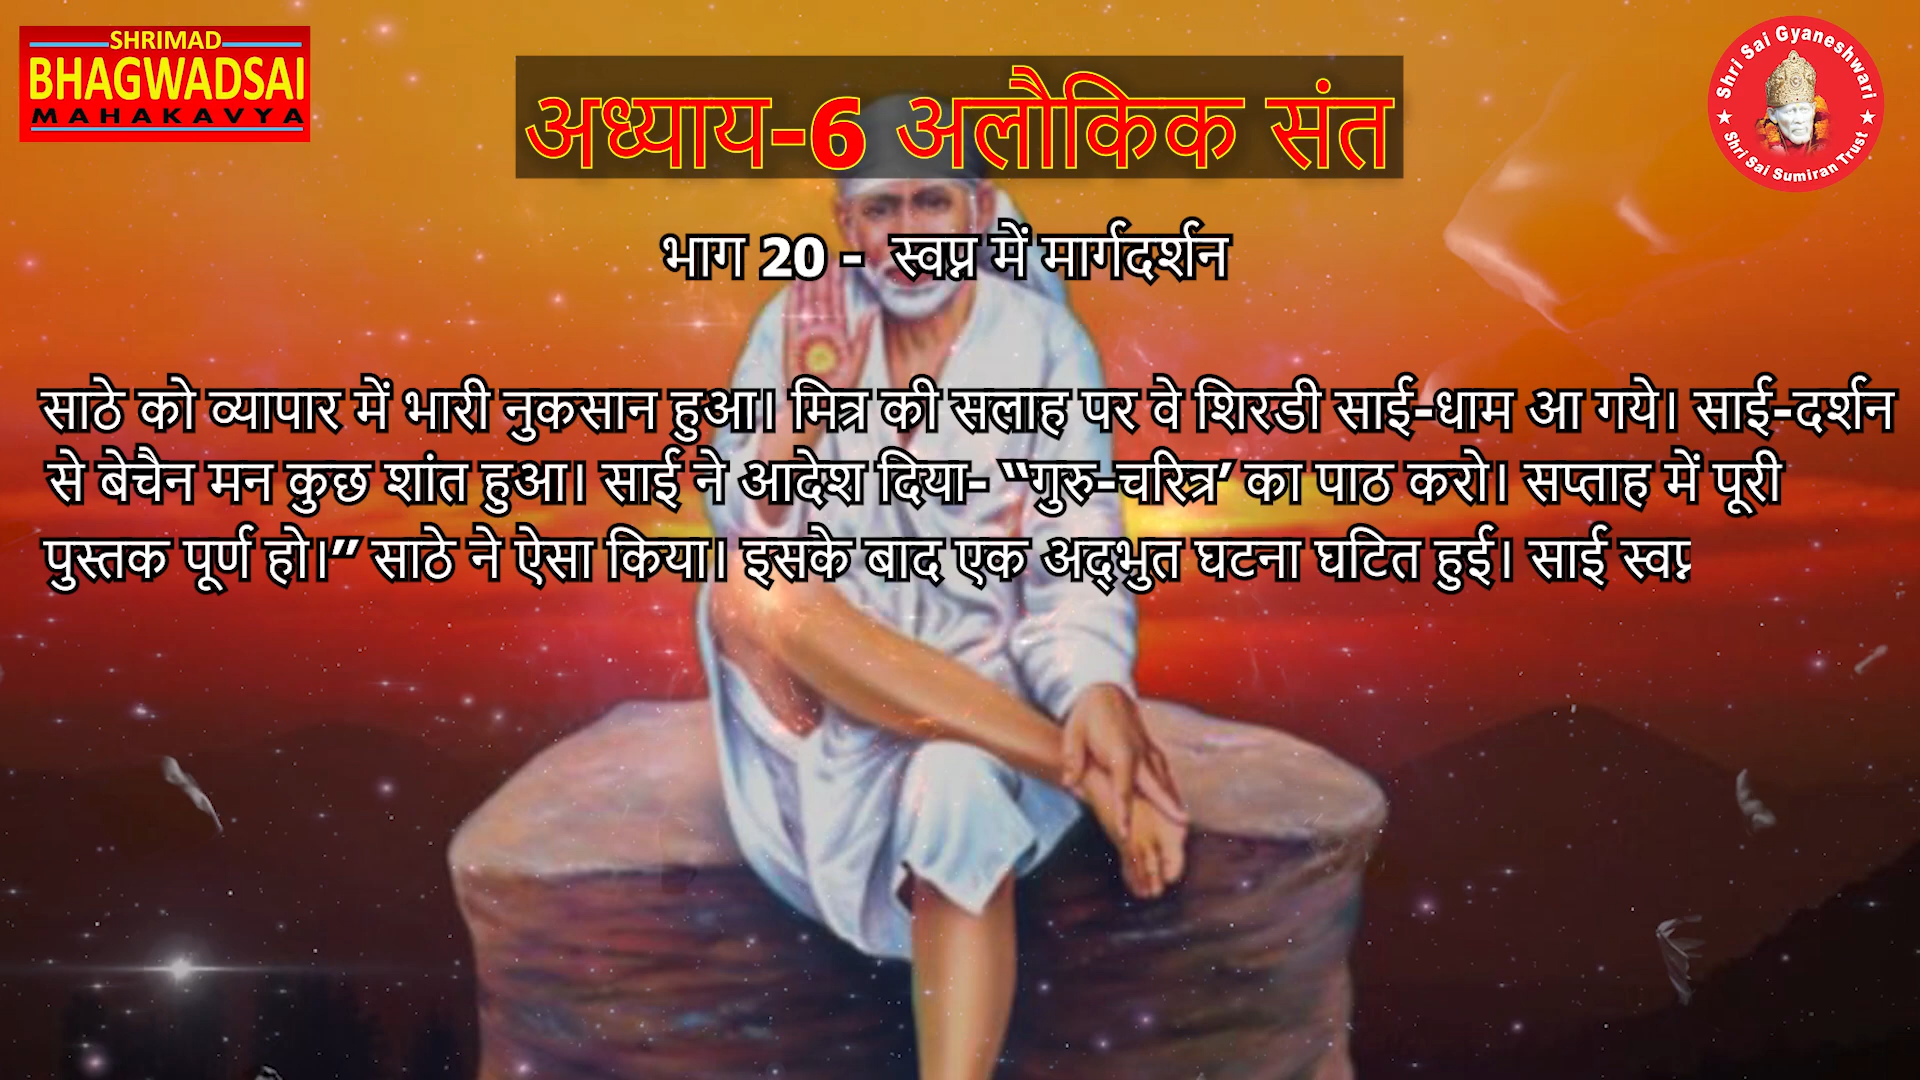 SHRIMAD
BHAGWADSAI
MAHAKAVYA
Shri Sai Gyaneshwari
Shri Sai Sumiran Trust
अध्याय-6 अलौकिक संत
भाग 20 - स्वप्न में मार्गदर्शन
साठे को व्यापार में भारी नुकसान हुआ। मित्र की सलाह पर वे शिरडी साई-धाम आ गये। साई-दर्शन
से बेचैन मन कुछ शांत हुआ। साई ने आदेश दिया- “गुरु-चरित्र’ का पाठ करो। सप्ताह में पूरी
पुस्तक पूर्ण हो।” साठे ने ऐसा किया। इसके बाद एक अद्‌भुत घटना घटित हुई। साई स्वप्न